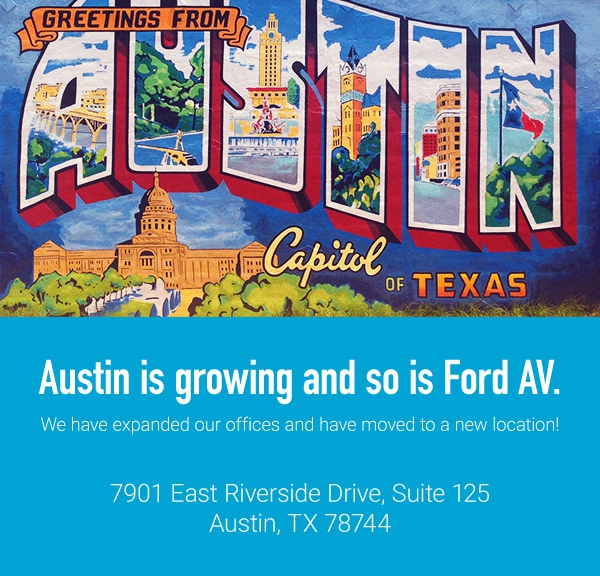 GREETINGS FROM
AUSTIN
Capitol
OF TEXAS
Austin is growing and so is Ford AV.
We have expanded our offices and have moved to a new location!
7901 East Riverside Drive, Suite 125
Austin, TX 78744